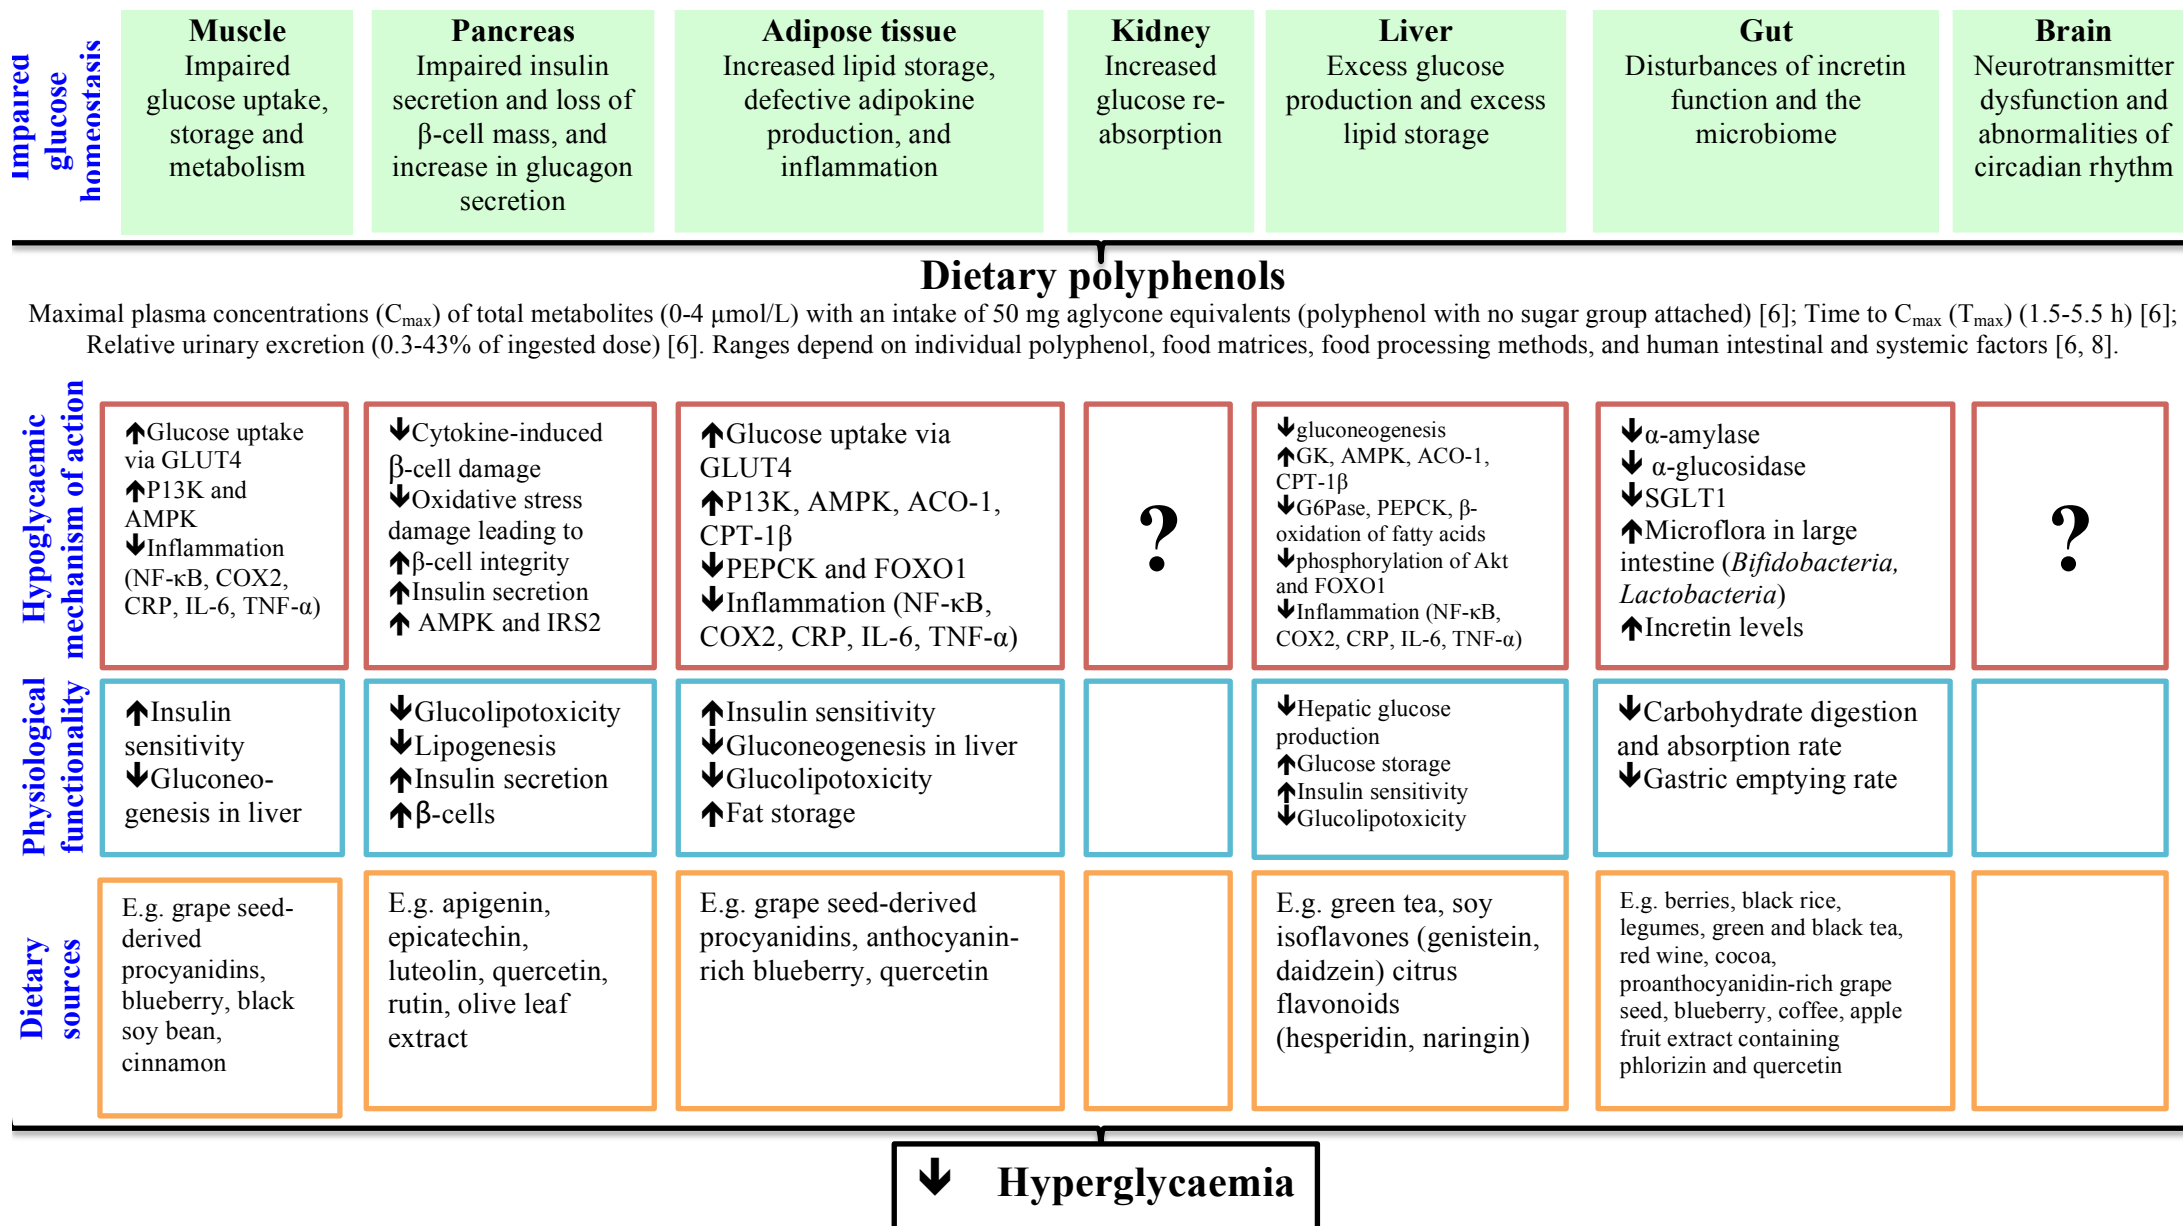 Impaired
glucose
homostasis
Muscle
Impaired
glucose uptake,
storage and
metabolism
Pancreas
Impaired insulin
secretion and loss of
β-cell mass, and
increase in glucagon
secretion
Adipose tissue
Increased lipid storage,
defective adipokine
production, and
inflammation
Kidney
Increased
glucose re-
absorption
Liver
Excess glucose
production and excess
lipid storage
Gut
Disturbances of incretin
function and the
microbiome
Brain
Neurotransmitter
dysfunction and
abnormalities of
circadian rhythm
Dietary polyphenols
Maximal plasma concentrations (Cmax) of total metabolites (0-4 μmol/L) with an intake of 50 mg aglycone equivalents (polyphenol with no sugar group attached) [6]; Time to Cmax (Tmax) (1.5-5.5 h) [6];
Relative urinary excretion (0.3-43% of ingested dose) [6]. Ranges depend on individual polyphenol, food matrices, food processing methods, and human intestinal and systemic factors [6, 8].
Hypoglycaemic
mechanism of action
🡹Glucose uptake
via GLUT4
🡹P13K and
AMPK
🡻Inflammation
(NF-κB, COX2,
CRP, IL-6, TNF-α)
🡻Cytokine-induced
β-cell damage
🡻Oxidative stress
damage leading to
🡹β-cell integrity
🡹Insulin secretion
🡹 AMPK and IRS2
🡹Glucose uptake via
GLUT4
🡹P13K, AMPK, ACO-1,
CPT-1β
🡻PEPCK and FOXO1
🡻Inflammation (NF-κB,
COX2, CRP, IL-6, TNF-α)
?
🡻gluconeogenesis
🡹GK, AMPK, ACO-1,
CPT-1β
🡻G6Pase, PEPCK, β-
oxidation of fatty acids
🡻phosphorylation of Akt
and FOXO1
🡻Inflammation (NF-κB,
COX2, CRP, IL-6, TNF-α)
🡻α-amylase
🡻 α-glucosidase
🡻SGLT1
🡹Microflora in large
intestine (Bifidobacteria,
Lactobacteria)
🡹Incretin levels
?
Physiological
functionality
🡹Insulin
sensitivity
🡻Gluconeo-
genesis in liver
🡻Glucolipotoxicity
🡻Lipogenesis
🡹Insulin secretion
🡹β-cells
🡹Insulin sensitivity
🡻Gluconeogenesis in liver
🡻Glucolipotoxicity
🡹Fat storage
🡻Hepatic glucose
production
🡹Glucose storage
🡹Insulin sensitivity
🡻Glucolipotoxicity
🡻Carbohydrate digestion
and absorption rate
🡻Gastric emptying rate
Dietary
sources
E.g. grape seed-
derived
procyanidins,
blueberry, black
soy bean,
cinnamon
E.g. apigenin,
epicatechin,
luteolin, quercetin,
rutin, olive leaf
extract
E.g. grape seed-derived
procyanidins, anthocyanin-
rich blueberry, quercetin
E.g. green tea, soy
isoflavones (genistein,
daidzein) citrus
flavonoids
(hesperidin, naringin)
E.g. berries, black rice,
legumes, green and black tea,
red wine, cocoa,
proanthocyanidin-rich grape
seed, blueberry, coffee, apple
fruit extract containing
phlorizin and quercetin
🡻 Hyperglycaemia